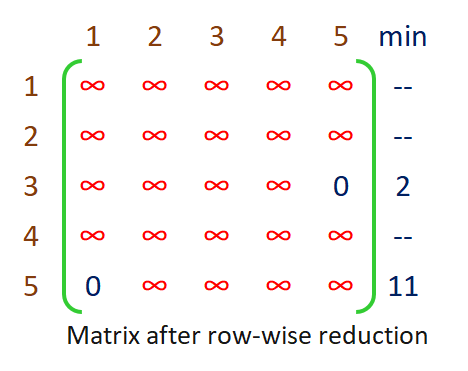 1 2 3 4 5 min
1 ∞ ∞ ∞ ∞ ∞ --
2 ∞ ∞ ∞ ∞ ∞ --
3 ∞ ∞ ∞ ∞ 0 2
4 ∞ ∞ ∞ ∞ ∞ --
5 0 ∞ ∞ ∞ ∞ 11
Matrix after row-wise reduction